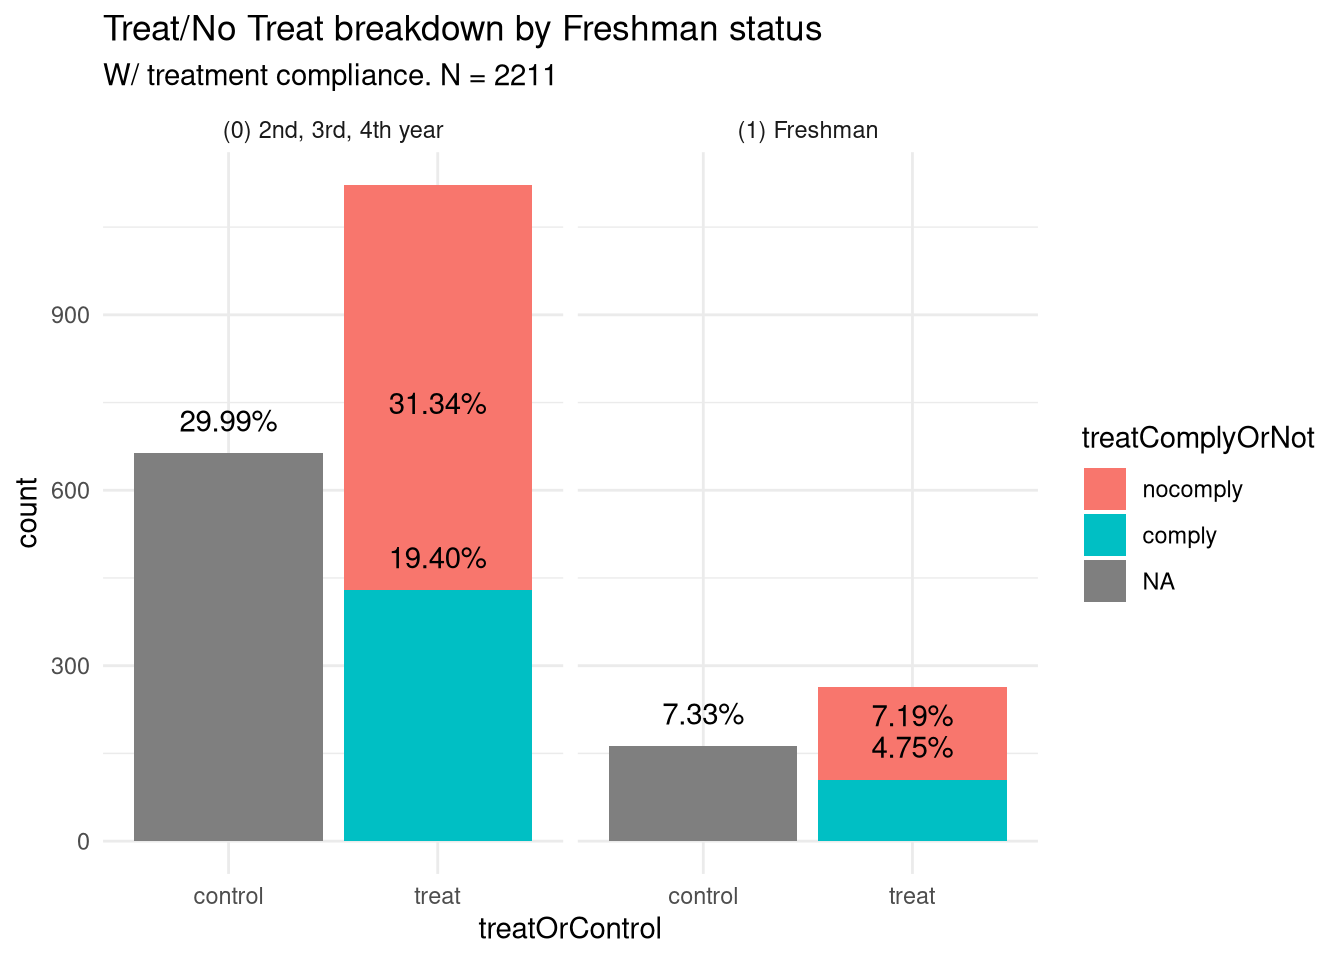 Treat/No Treat breakdown by Freshman status
W/ treatment compliance. N = 2211
(0) 2nd, 3rd, 4th year
(1) Freshman
900
600
300
0
count
29.99%
31.34%
19.40%
7.33%
7.19%
4.75%
control
treat
control
treat
treatOrControl
treatComplyOrNot
nocomply
comply
NA